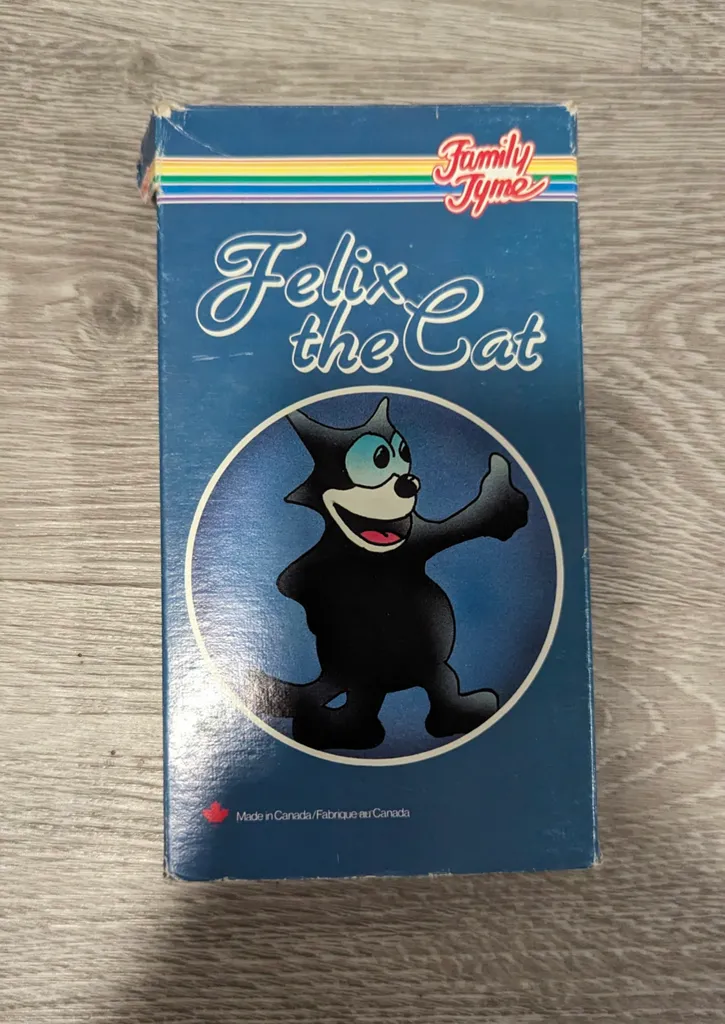 Family
Tyme
Felix
the Cat
Made in Canada/Fabrique au Canada